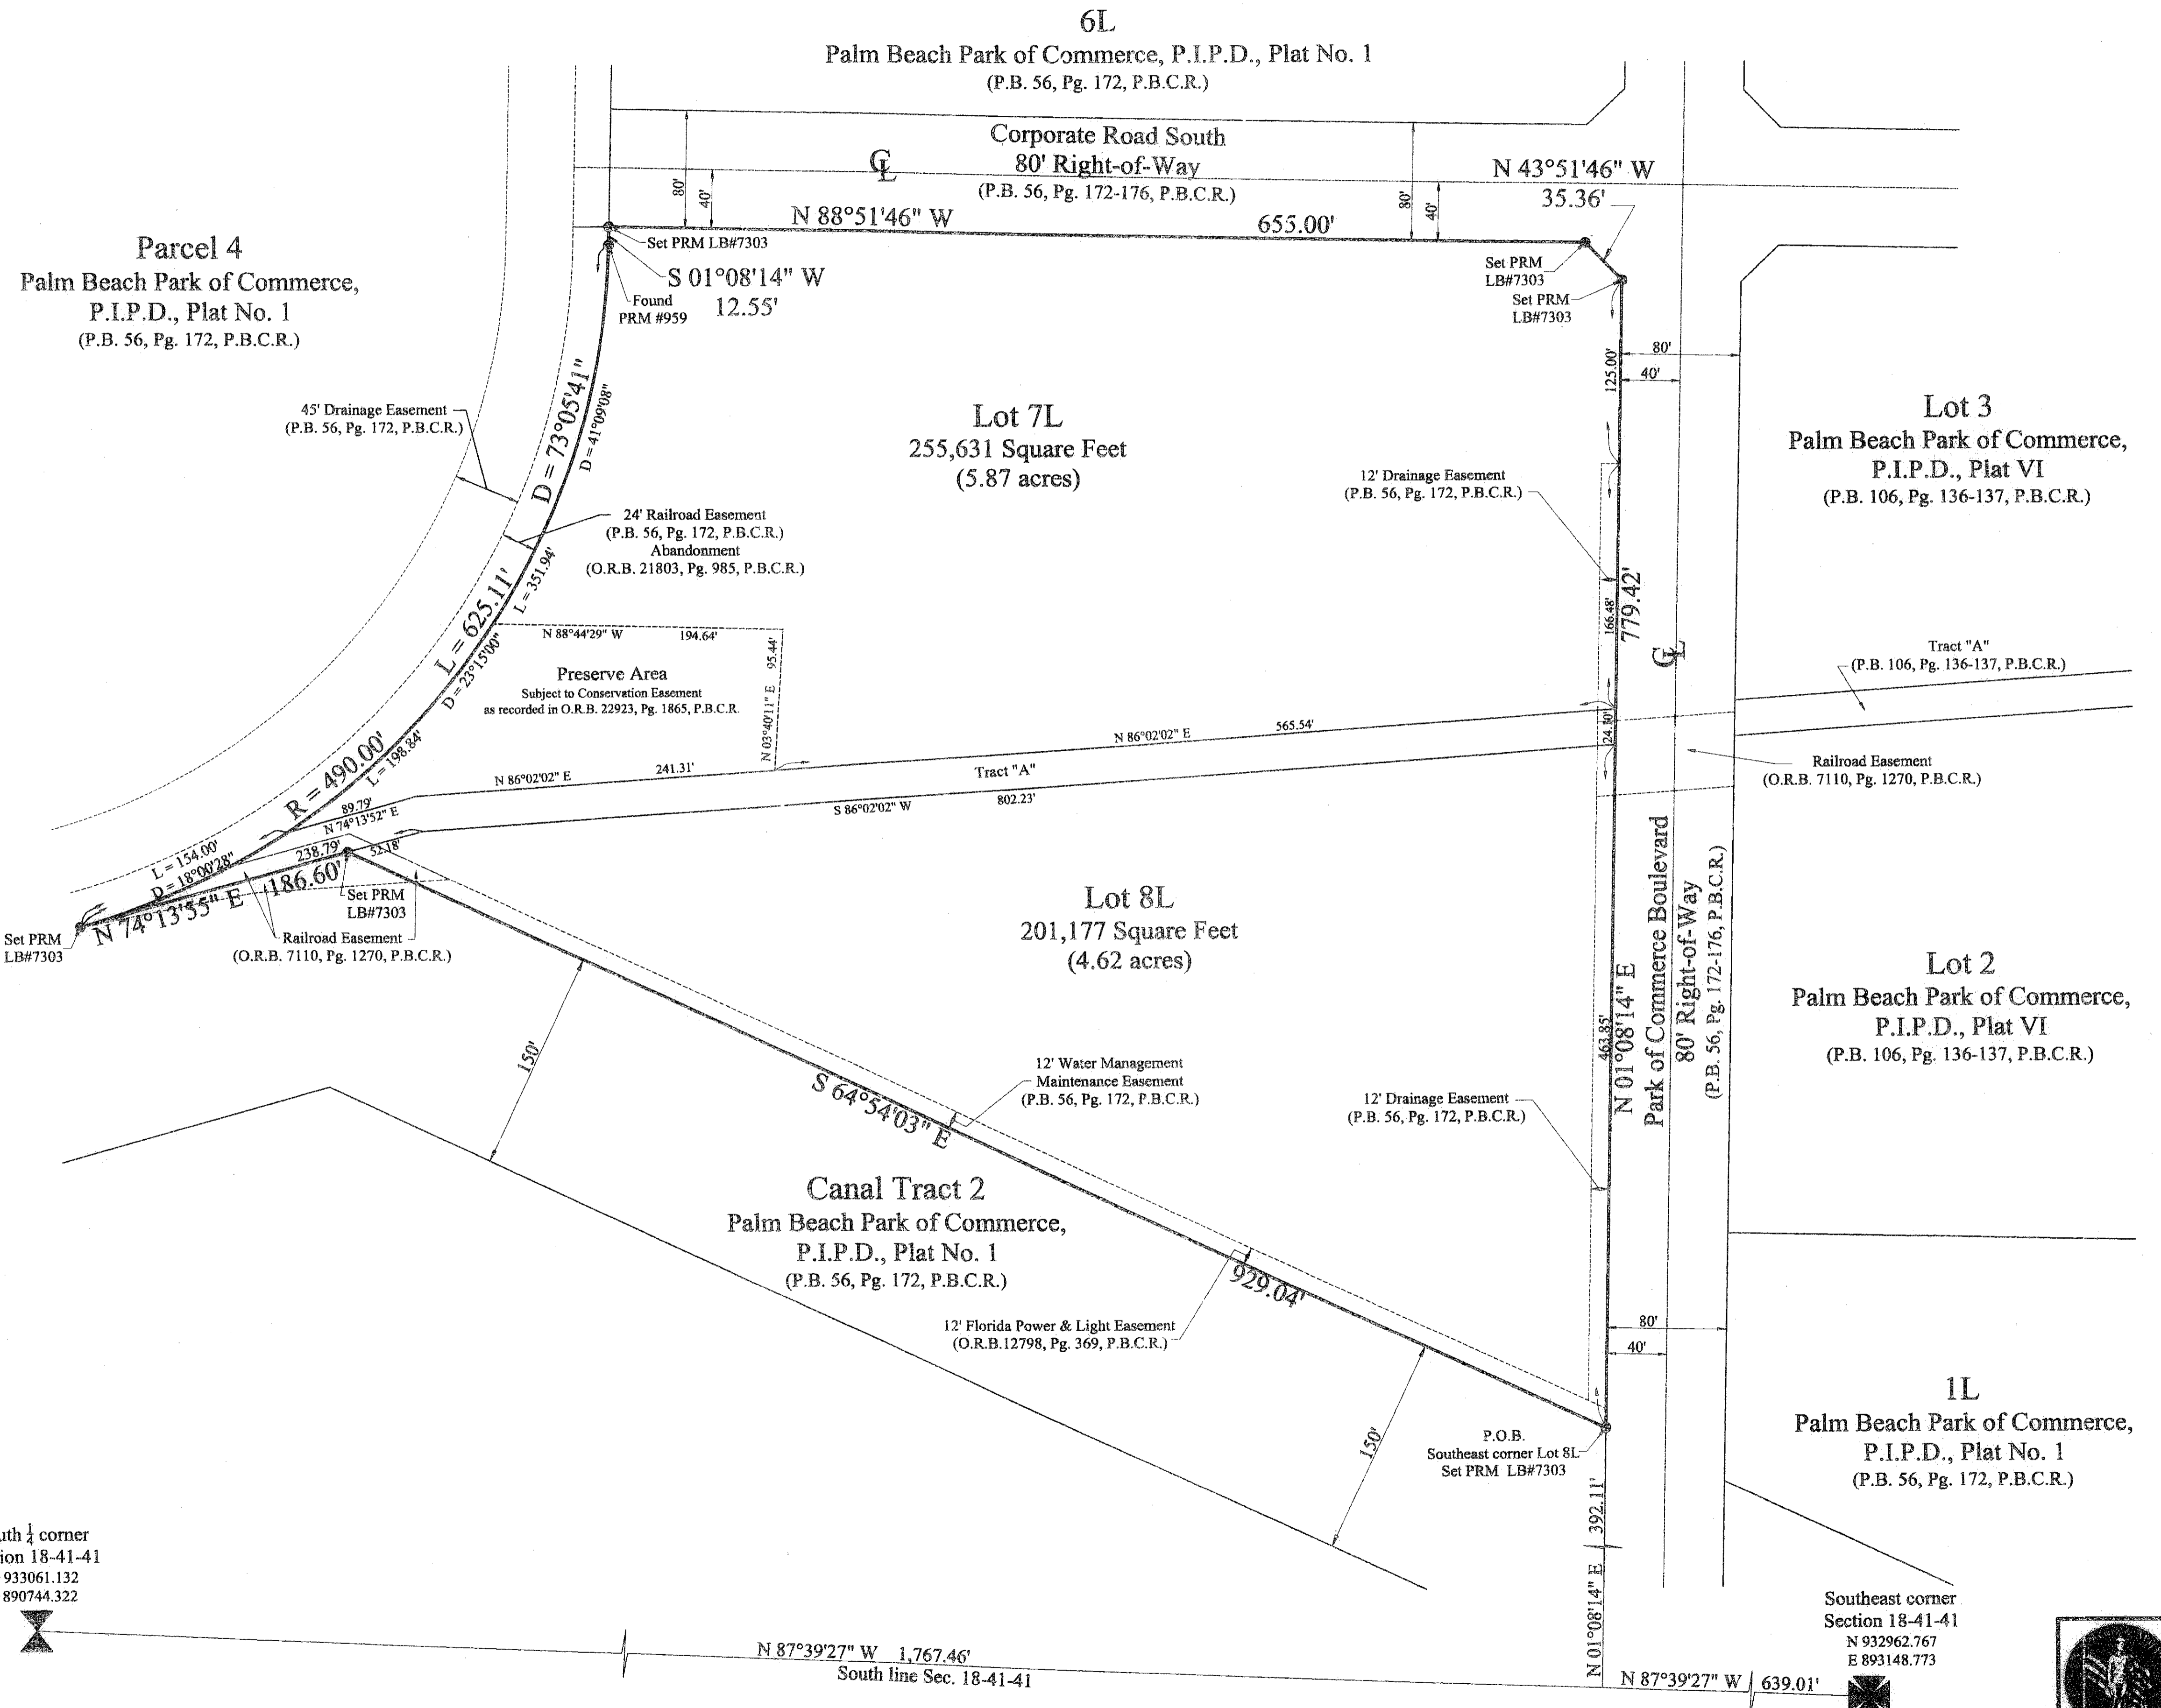 6L
Palm Beach Park of Commerce, P.I.P.D., Plat No. 1
(P.B. 56, Pg. 172, P.B.C.R.)
Corporate Road South
80' Right-of-Way
(P.B. 56, Pg. 172-176, P.B.C.R.)
CL
80'
40'
80'
40'
N 43°51'46" W
35.36'
N 88°51'46" W 655.00'
Set PRM LB#7303
S 01°08'14" W
12.55'
Found
PRM #959
Set PRM
LB#7303
Set PRM
LB#7303
Parcel 4
Palm Beach Park of Commerce,
P.I.P.D., Plat No. 1
(P.B. 56, Pg. 172, P.B.C.R.)
45' Drainage Easement
(P.B. 56, Pg. 172, P.B.C.R.)
D = 73°05'41"
D = 41°09'08"
L = 625.11'
L = 351.94'
R = 490.00'
D = 23°15'00"
L = 198.84'
24' Railroad Easement
(P.B. 56, Pg. 172, P.B.C.R.)
Abandonment
(O.R.B. 21803, Pg. 985, P.B.C.R.)
Lot 7L
255,631 Square Feet
(5.87 acres)
125.00'
80'
40'
12' Drainage Easement
(P.B. 56, Pg. 172, P.B.C.R.)
166.48'
779.42'
CL
Lot 3
Palm Beach Park of Commerce,
P.I.P.D., Plat VI
(P.B. 106, Pg. 136-137, P.B.C.R.)
N 88°44'29" W 194.64'
N 03°40'11" E 95.44'
Preserve Area
Subject to Conservation Easement
as recorded in O.R.B. 22923, Pg. 1865, P.B.C.R.
Tract "A"
(P.B. 106, Pg. 136-137, P.B.C.R.)
N 86°02'02" E 565.54'
24.10'
N 86°02'02" E 241.31'
Tract "A"
S 86°02'02" W 802.23'
Railroad Easement
(O.R.B. 7110, Pg. 1270, P.B.C.R.)
89.79'
N 74°13'52" E
238.79'
52.18'
L = 154.00'
D = 18°00'28"
N 74°13'55" E 186.60'
Set PRM
LB#7303
Set PRM
LB#7303
Railroad Easement
(O.R.B. 7110, Pg. 1270, P.B.C.R.)
Lot 8L
201,177 Square Feet
(4.62 acres)
463.85'
N 01°08'14" E
Park of Commerce Boulevard
80' Right-of-Way
(P.B. 56, Pg. 172-176, P.B.C.R.)
Lot 2
Palm Beach Park of Commerce,
P.I.P.D., Plat VI
(P.B. 106, Pg. 136-137, P.B.C.R.)
150'
12' Water Management
Maintenance Easement
(P.B. 56, Pg. 172, P.B.C.R.)
S 64°54'03" E
929.04'
12' Drainage Easement
(P.B. 56, Pg. 172, P.B.C.R.)
Canal Tract 2
Palm Beach Park of Commerce,
P.I.P.D., Plat No. 1
(P.B. 56, Pg. 172, P.B.C.R.)
12' Florida Power & Light Easement
(O.R.B.12798, Pg. 369, P.B.C.R.)
80'
40'
150'
P.O.B.
Southeast corner Lot 8L
Set PRM LB#7303
1L
Palm Beach Park of Commerce,
P.I.P.D., Plat No. 1
(P.B. 56, Pg. 172, P.B.C.R.)
N 01°08'14" E 392.11'
uth 1/4 corner
ion 18-41-41
933061.132
890744.322
Southeast corner
Section 18-41-41
N 932962.767
E 893148.773
N 87°39'27" W 1,767.46'
South line Sec. 18-41-41
N 87°39'27" W 639.01'